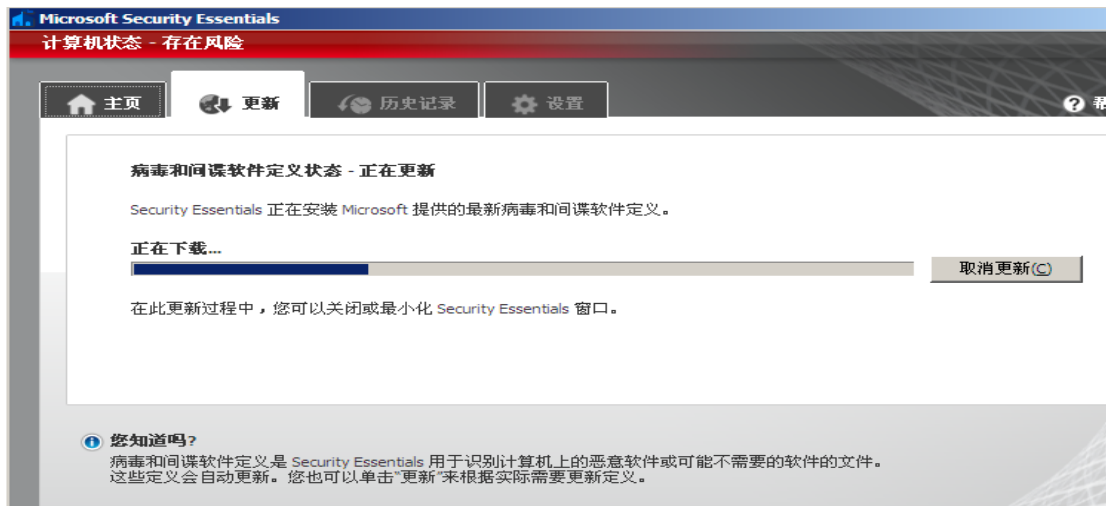 Microsoft Security Essentials
计算机状态 - 存在风险
主页 更新 历史记录 设置
病毒和间谍软件定义状态 - 正在更新
Security Essentials 正在安装 Microsoft 提供的最新病毒和间谍软件定义。
正在下载...
取消更新(C)
在此更新过程中，您可以关闭或最小化 Security Essentials 窗口。
您知道吗?
病毒和间谍软件定义是 Security Essentials 用于识别计算机上的恶意软件或可能不需要的软件的文件。
这些定义会自动更新。您也可以单击"更新"来根据实际需要更新定义。